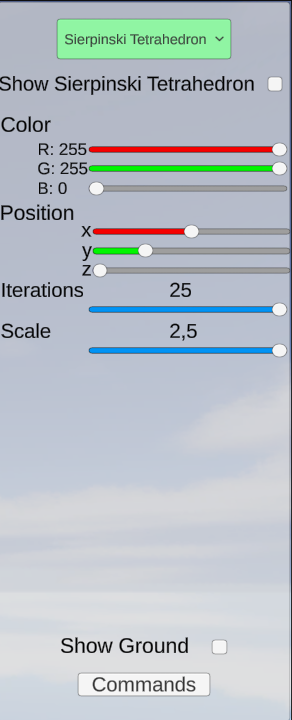 Sierpinski Tetrahedron
Show Sierpinski Tetrahedron
Color
R: 255
G: 255
B: 0
Position
x
y
z
Iterations 25
Scale 2,5
Show Ground
Commands